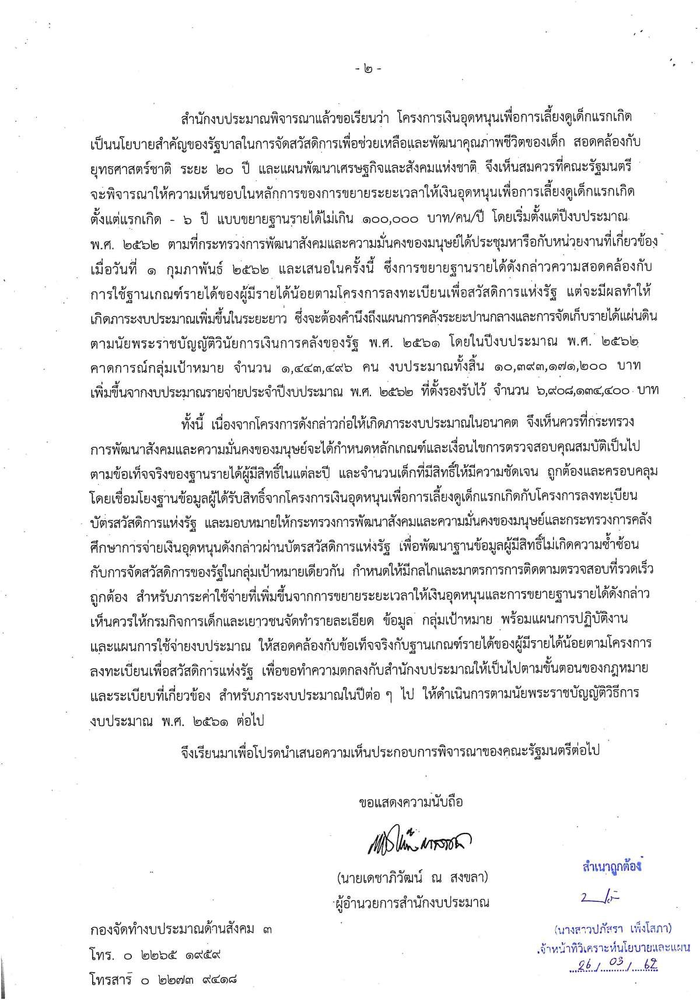 - ๒ -
สำนักงบประมาณพิจารณาแล้วขอเรียนว่า โครงการเงินอุดหนุนเพื่อการเลี้ยงดูเด็กแรกเกิด
เป็นนโยบายสำคัญของรัฐบาลในการจัดสวัสดิการเพื่อช่วยเหลือและพัฒนาคุณภาพชีวิตของเด็ก สอดคล้องกับ
ยุทธศาสตร์ชาติ ระยะ ๒๐ ปี และแผนพัฒนาเศรษฐกิจและสังคมแห่งชาติ จึงเห็นสมควรที่คณะรัฐมนตรี
จะพิจารณาให้ความเห็นชอบในหลักการของการขยายระยะเวลาให้เงินอุดหนุนเพื่อการเลี้ยงดูเด็กแรกเกิด
ตั้งแต่แรกเกิด - ๖ ปี แบบขยายฐานรายได้ไม่เกิน ๑๐๐,๐๐๐ บาท/คน/ปี โดยเริ่มตั้งแต่ปีงบประมาณ
พ.ศ. ๒๕๖๒ ตามที่กระทรวงการพัฒนาสังคมและความมั่นคงของมนุษย์ได้ประชุมหารือกับหน่วยงานที่เกี่ยวข้อง
เมื่อวันที่ ๑ กุมภาพันธ์ ๒๕๖๒ และเสนอในครั้งนี้ ซึ่งการขยายฐานรายได้ดังกล่าวความสอดคล้องกับ
การใช้ฐานเกณฑ์รายได้ของผู้มีรายได้น้อยตามโครงการลงทะเบียนเพื่อสวัสดิการแห่งรัฐ แต่จะมีผลทำให้
เกิดภาระงบประมาณเพิ่มขึ้นในระยะยาว ซึ่งจะต้องคำนึงถึงแผนการคลังระยะปานกลางและการจัดเก็บรายได้แผ่นดิน
ตามนัยพระราชบัญญัติวินัยการเงินการคลังของรัฐ พ.ศ. ๒๕๖๑ โดยในปีงบประมาณ พ.ศ. ๒๕๖๒
คาดการณ์กลุ่มเป้าหมาย จำนวน ๑,๔๔๓,๔๙๖ คน งบประมาณทั้งสิ้น ๑๐,๓๙๓,๑๗๑,๒๐๐ บาท
เพิ่มขึ้นจากงบประมาณรายจ่ายประจำปีงบประมาณ พ.ศ. ๒๕๖๒ ที่ตั้งรองรับไว้ จำนวน ๖,๙๐๘,๑๓๔,๔๐๐ บาท
ทั้งนี้ เนื่องจากโครงการดังกล่าวก่อให้เกิดภาระงบประมาณในอนาคต จึงเห็นควรที่กระทรวง
การพัฒนาสังคมและความมั่นคงของมนุษย์จะได้กำหนดหลักเกณฑ์และเงื่อนไขการตรวจสอบคุณสมบัติเป็นไป
ตามข้อเท็จจริงของฐานรายได้ผู้มีสิทธิ์ในแต่ละปี และจำนวนเด็กที่มีสิทธิ์ให้มีความชัดเจน ถูกต้องและครอบคลุม
โดยเชื่อมโยงฐานข้อมูลผู้ได้รับสิทธิ์จากโครงการเงินอุดหนุนเพื่อการเลี้ยงดูเด็กแรกเกิดกับโครงการลงทะเบียน
บัตรสวัสดิการแห่งรัฐ และมอบหมายให้กระทรวงการพัฒนาสังคมและความมั่นคงของมนุษย์และกระทรวงการคลัง
ศึกษาการจ่ายเงินอุดหนุนดังกล่าวผ่านบัตรสวัสดิการแห่งรัฐ เพื่อพัฒนาฐานข้อมูลผู้มีสิทธิ์ไม่เกิดความซ้ำซ้อน
กับการจัดสวัสดิการของรัฐในกลุ่มเป้าหมายเดียวกัน กำหนดให้มีกลไกและมาตรการการติดตามตรวจสอบที่รวดเร็ว
ถูกต้อง สำหรับภาระค่าใช้จ่ายที่เพิ่มขึ้นจากการขยายระยะเวลาให้เงินอุดหนุนและการขยายฐานรายได้ดังกล่าว
เห็นควรให้กรมกิจการเด็กและเยาวชนจัดทำรายละเอียด ข้อมูล กลุ่มเป้าหมาย พร้อมแผนการปฏิบัติงาน
และแผนการใช้จ่ายงบประมาณ ให้สอดคล้องกับข้อเท็จจริงกับฐานเกณฑ์รายได้ของผู้มีรายได้น้อยตามโครงการ
ลงทะเบียนเพื่อสวัสดิการแห่งรัฐ เพื่อขอทำความตกลงกับสำนักงบประมาณให้เป็นไปตามขั้นตอนของกฎหมาย
และระเบียบที่เกี่ยวข้อง สำหรับภาระงบประมาณในปีต่อ ๆ ไป ให้ดำเนินการตามนัยพระราชบัญญัติวิธีการ
งบประมาณ พ.ศ. ๒๕๖๑ ต่อไป
จึงเรียนมาเพื่อโปรดนำเสนอความเห็นประกอบการพิจารณาของคณะรัฐมนตรีต่อไป
ขอแสดงความนับถือ
(นายเดชาภิวัฒน์ ณ สงขลา)
ผู้อำนวยการสำนักงบประมาณ
สำเนาถูกต้อง
(นางสาวปภัสรา เพ็งโสภา)
เจ้าหน้าที่วิเคราะห์นโยบายและแผน
26 / 03 / 62
กองจัดทำงบประมาณด้านสังคม ๓
โทร. ๐ ๒๒๖๕ ๑๙๕๙
โทรสาร ๐ ๒๒๗๓ ๙๔๑๘